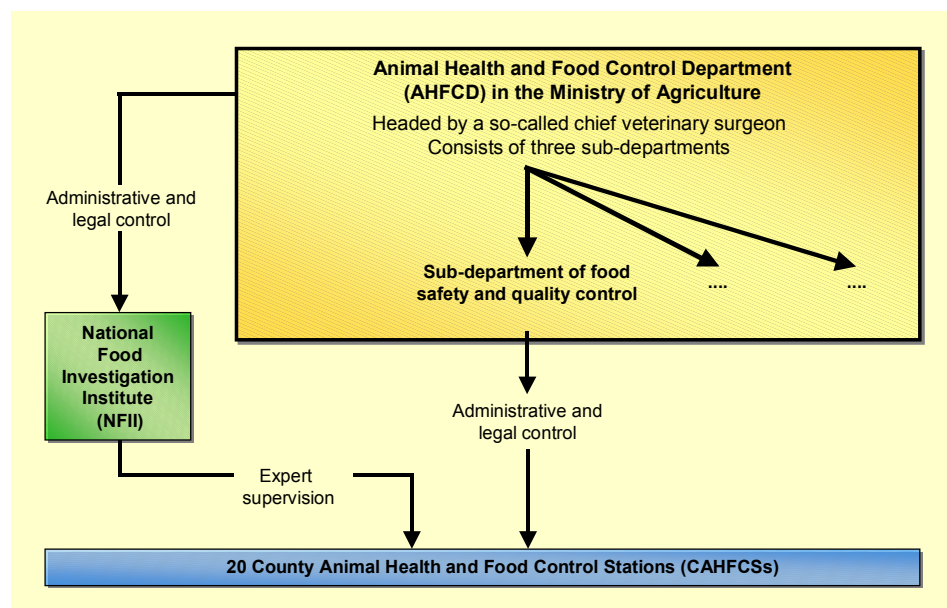 Animal Health and Food Control Department
(AHFCD) in the Ministry of Agriculture
Headed by a so-called chief veterinary surgeon
Consists of three sub-departments
Administrative and
legal control
Sub-department of food
safety and quality control
....
....
National
Food
Investigation
Institute
(NFII)
Administrative and
legal control
Expert
supervision
20 County Animal Health and Food Control Stations (CAHFCSs)